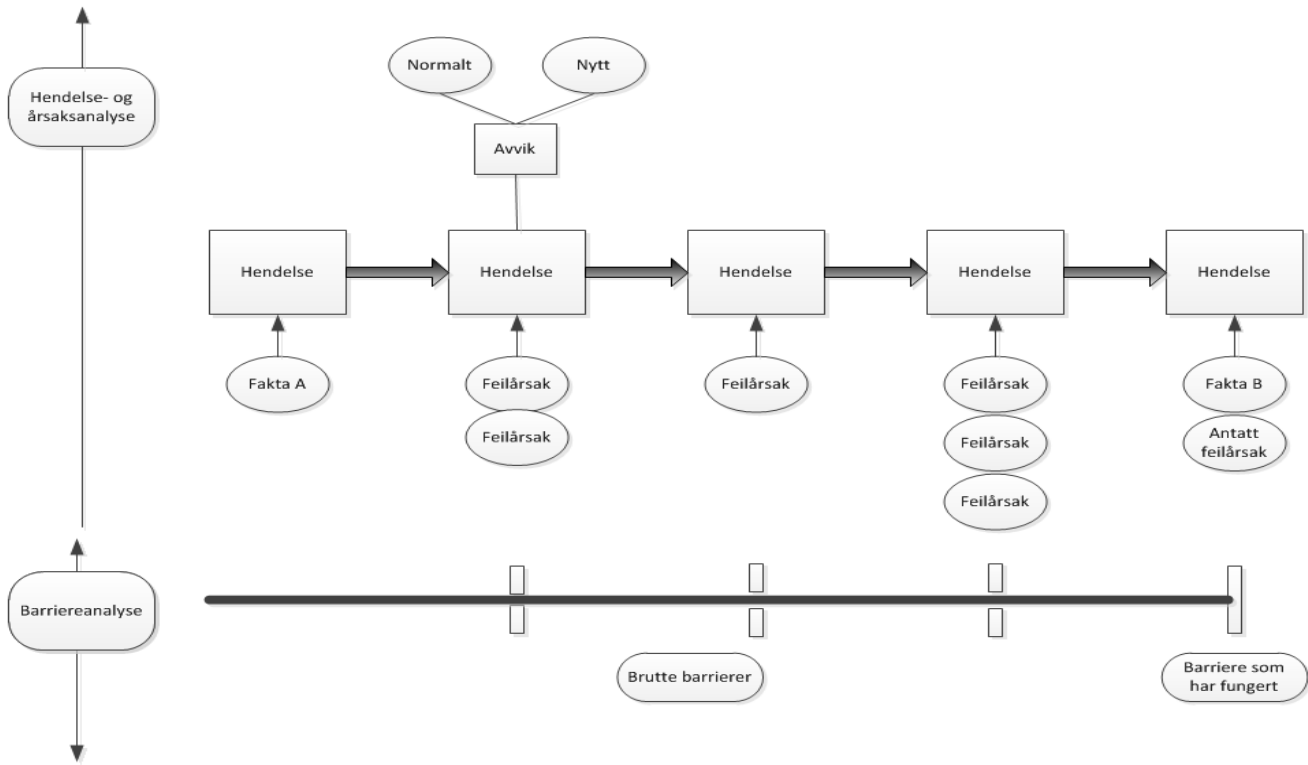 Normalt
Nytt
Hendelse- og
årsaksanalyse
Avvik
Hendelse
Hendelse
Hendelse
Hendelse
Hendelse
Fakta A
Feilårsak
Feilårsak
Feilårsak
Fakta B
Feilårsak
Feilårsak
Antatt
feilårsak
Feilårsak
Barriereanalyse
Brutte barrierer
Barriere som
har fungert